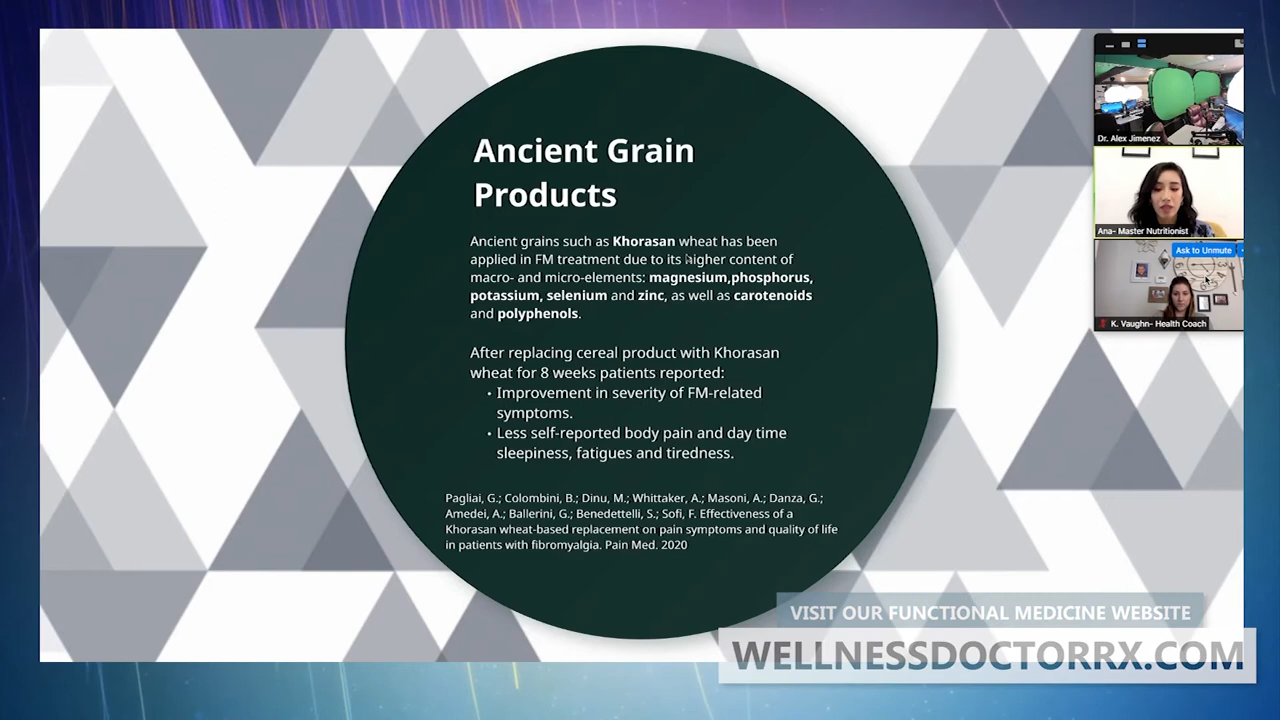 Ancient Grain
Products
Ancient grains such as Khorasan wheat has been
applied in FM treatment due to its higher content of
macro- and micro-elements: magnesium,phosphorus,
potassium, selenium and zinc, as well as carotenoids
and polyphenols.
After replacing cereal product with Khorasan
wheat for 8 weeks patients reported:
• Improvement in severity of FM-related
symptoms.
• Less self-reported body pain and day time
sleepiness, fatigues and tiredness.
Pagliai, G.; Colombini, B.; Dinu, M.; Whittaker, A.; Masoni, A.; Danza, G.;
Amedei, A.; Ballerini, G.; Benedettelli, S.; Sofi, F. Effectiveness of a
Khorasan wheat-based replacement on pain symptoms and quality of life
in patients with fibromyalgia. Pain Med. 2020
Dr. Alex Jimenez
Ana- Master Nutritionist
Ask to Unmute
K. Vaughn- Health Coach
VISIT OUR FUNCTIONAL MEDICINE WEBSITE
WELLNESSDOCTORRX.COM